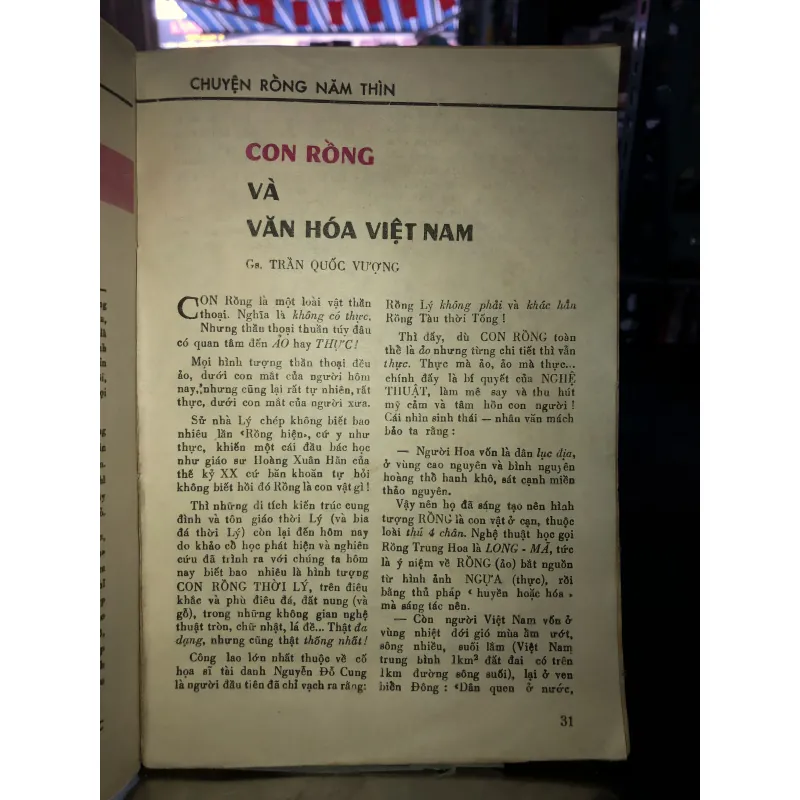 CHUYỆN RỒNG NĂM THÌN
CON RỒNG
VÀ
VĂN HÓA VIỆT NAM
Gs. TRẦN QUỐC VƯỢNG
CON Rồng là một loài vật thần
thoại. Nghĩa là không có thực.
Nhưng thần thoại thuần túy đâu
có quan tâm đến ẢO hay THỰC!
Mọi hình tượng thần thoại đều
ảo, dưới con mắt của người hôm
nay, nhưng cũng lại rất tự nhiên, rất
thực, dưới con mắt của người xưa.
Sử nhà Lý chép không biết bao
nhiêu lần «Rồng hiện», cứ y như
thực, khiến một cái đầu bác học
như giáo sư Hoàng Xuân Hãn của
thế kỷ XX cứ băn khoăn tự hỏi
không biết hồi đó Rồng là con vật gì!
Thì những di tích kiến trúc cung
đình và tôn giáo thời Lý (và bia
đá thời Lý) còn lại đến hôm nay
do khảo cổ học phát hiện và nghiên
cứu đã trình ra với chúng ta hôm
nay biết bao nhiêu là hình tượng
CON RỒNG THỜI LÝ, trên điêu
khắc và phù điêu đá, đất nung (và
gỗ), trong những không gian nghệ
thuật tròn, chữ nhật, lá đề... Thật đa
dạng, nhưng cũng thật thống nhất!
Công lao lớn nhất thuộc về cố
họa sĩ tài danh Nguyễn Đỗ Cung
là người đầu tiên đã chỉ vạch ra rằng:
Rồng Lý không phải và khác hẳn
Rồng Tàu thời Tống!
Thì đấy, dù CON RỒNG toàn
thể là ảo nhưng từng chi tiết thì vẫn
thực. Thực mà ảo, ảo mà thực...
chính đấy là bí quyết của NGHỆ
THUẬT, làm mê say và thu hút
mỹ cảm và tâm hồn con người!
Cái nhìn sinh thái — nhân văn mách
bảo ta rằng:
— Người Hoa vốn là dân lục địa,
ở vùng cao nguyên và bình nguyên
hoàng thổ hanh khô, sát cạnh miền
thảo nguyên.
Vậy nên họ đã sáng tạo nên hình
tượng RỒNG là con vật ở cạn, thuộc
loài thú 4 chân. Nghệ thuật học gọi
Rồng Trung Hoa là LONG - MÃ, tức
là ý niệm về RỒNG (ảo) bắt nguồn
từ hình ảnh NGỰA (thực), rồi
bằng thủ pháp «huyền hoặc hóa»
mà sáng tác nên.
— Còn người Việt Nam vốn ở
vùng nhiệt đới gió mùa ẩm ướt,
sông nhiều, suối lắm (Việt Nam
trung bình 1km² đất đai có trên
1km đường sông suối), lại ở ven
biển Đông: «Dân quen ở nước,
31